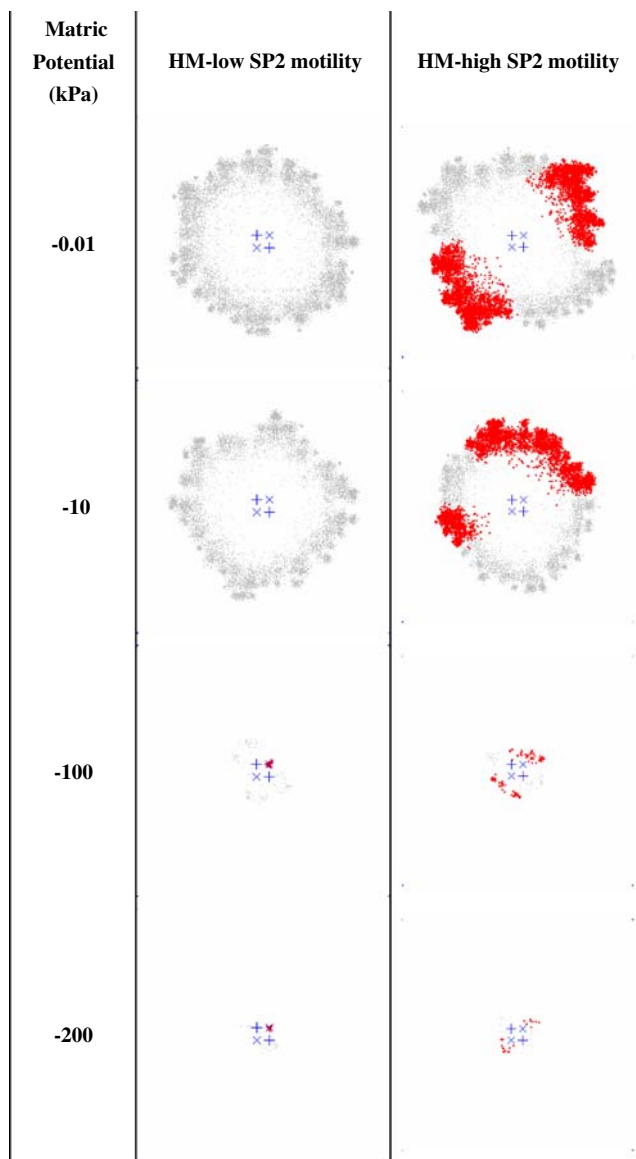 Matric
Potential
(kPa)
HM-low SP2 motility
HM-high SP2 motility
-0.01
-10
-100
-200